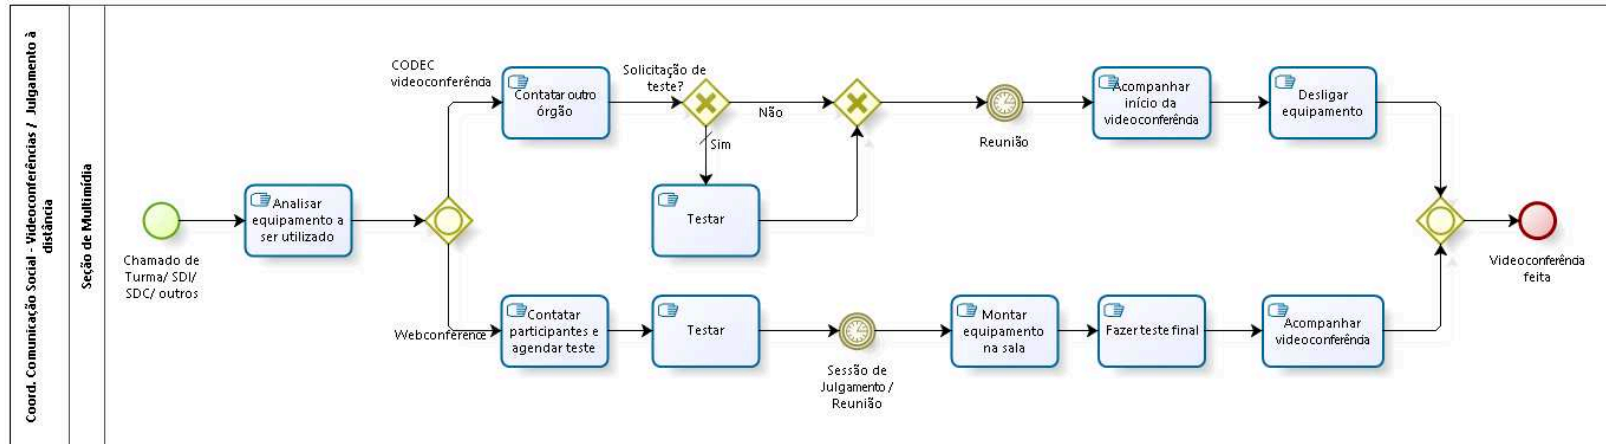 Coord. Comunicação Social - Videoconferências / Julgamento à
distância
Seção de Multimídia
Chamado de
Turma/ SDI/
SDC/ outros
Analisar
equipamento a
ser utilizado
CODEC
videoconferência
Contatar outro
órgão
Solicitação de
teste?
Não
Sim
Testar
Reunião
Acompanhar
início da
videoconferência
Desligar
equipamento
Webconference
Contatar
participantes e
agendar teste
Testar
Sessão de
Julgamento /
Reunião
Montar
equipamento
na sala
Fazer teste final
Acompanhar
videoconferência
Videoconferência
feita